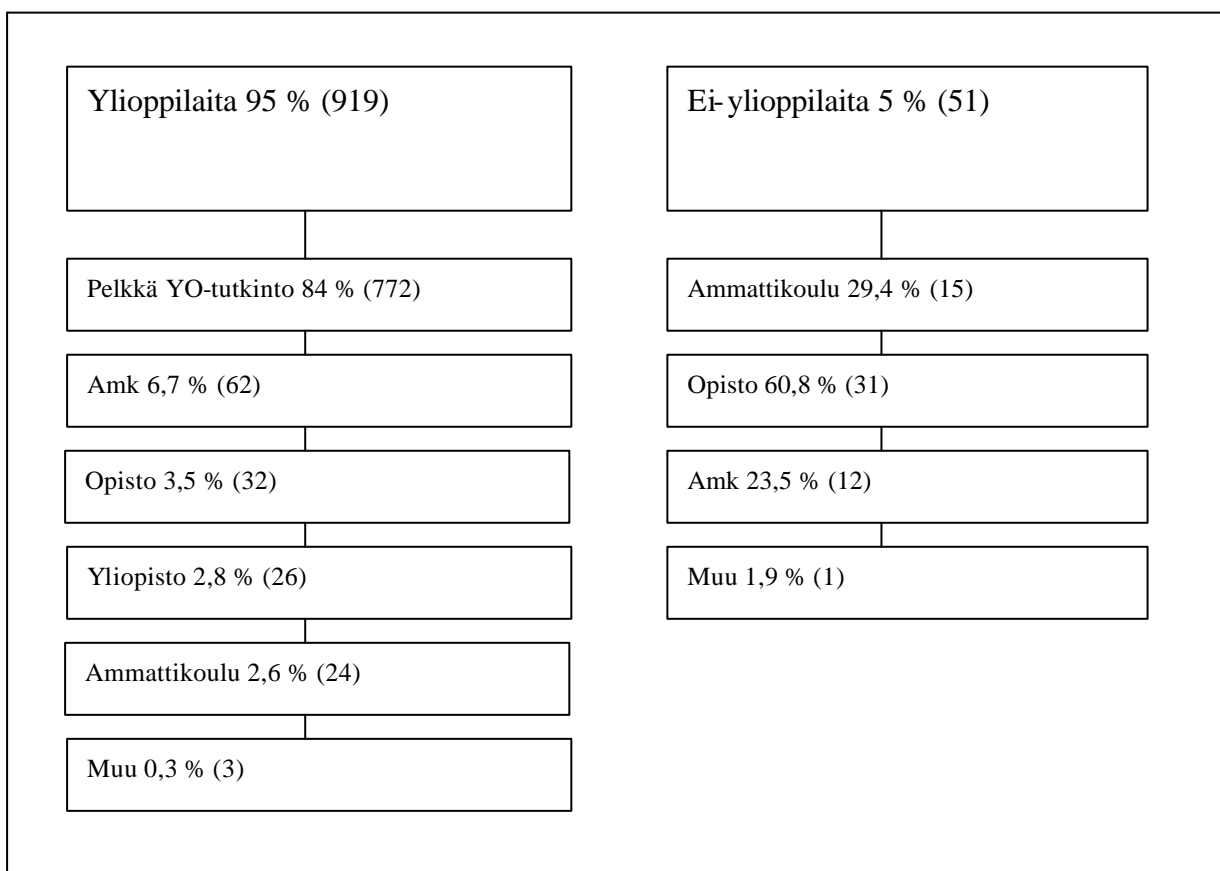 Ylioppilaita 95 % (919)
Pelkkä YO-tutkinto 84 % (772)
Amk 6,7 % (62)
Opisto 3,5 % (32)
Yliopisto 2,8 % (26)
Ammattikoulu 2,6 % (24)
Muu 0,3 % (3)
Ei-ylioppilaita 5 % (51)
Ammattikoulu 29,4 % (15)
Opisto 60,8 % (31)
Amk 23,5 % (12)
Muu 1,9 % (1)